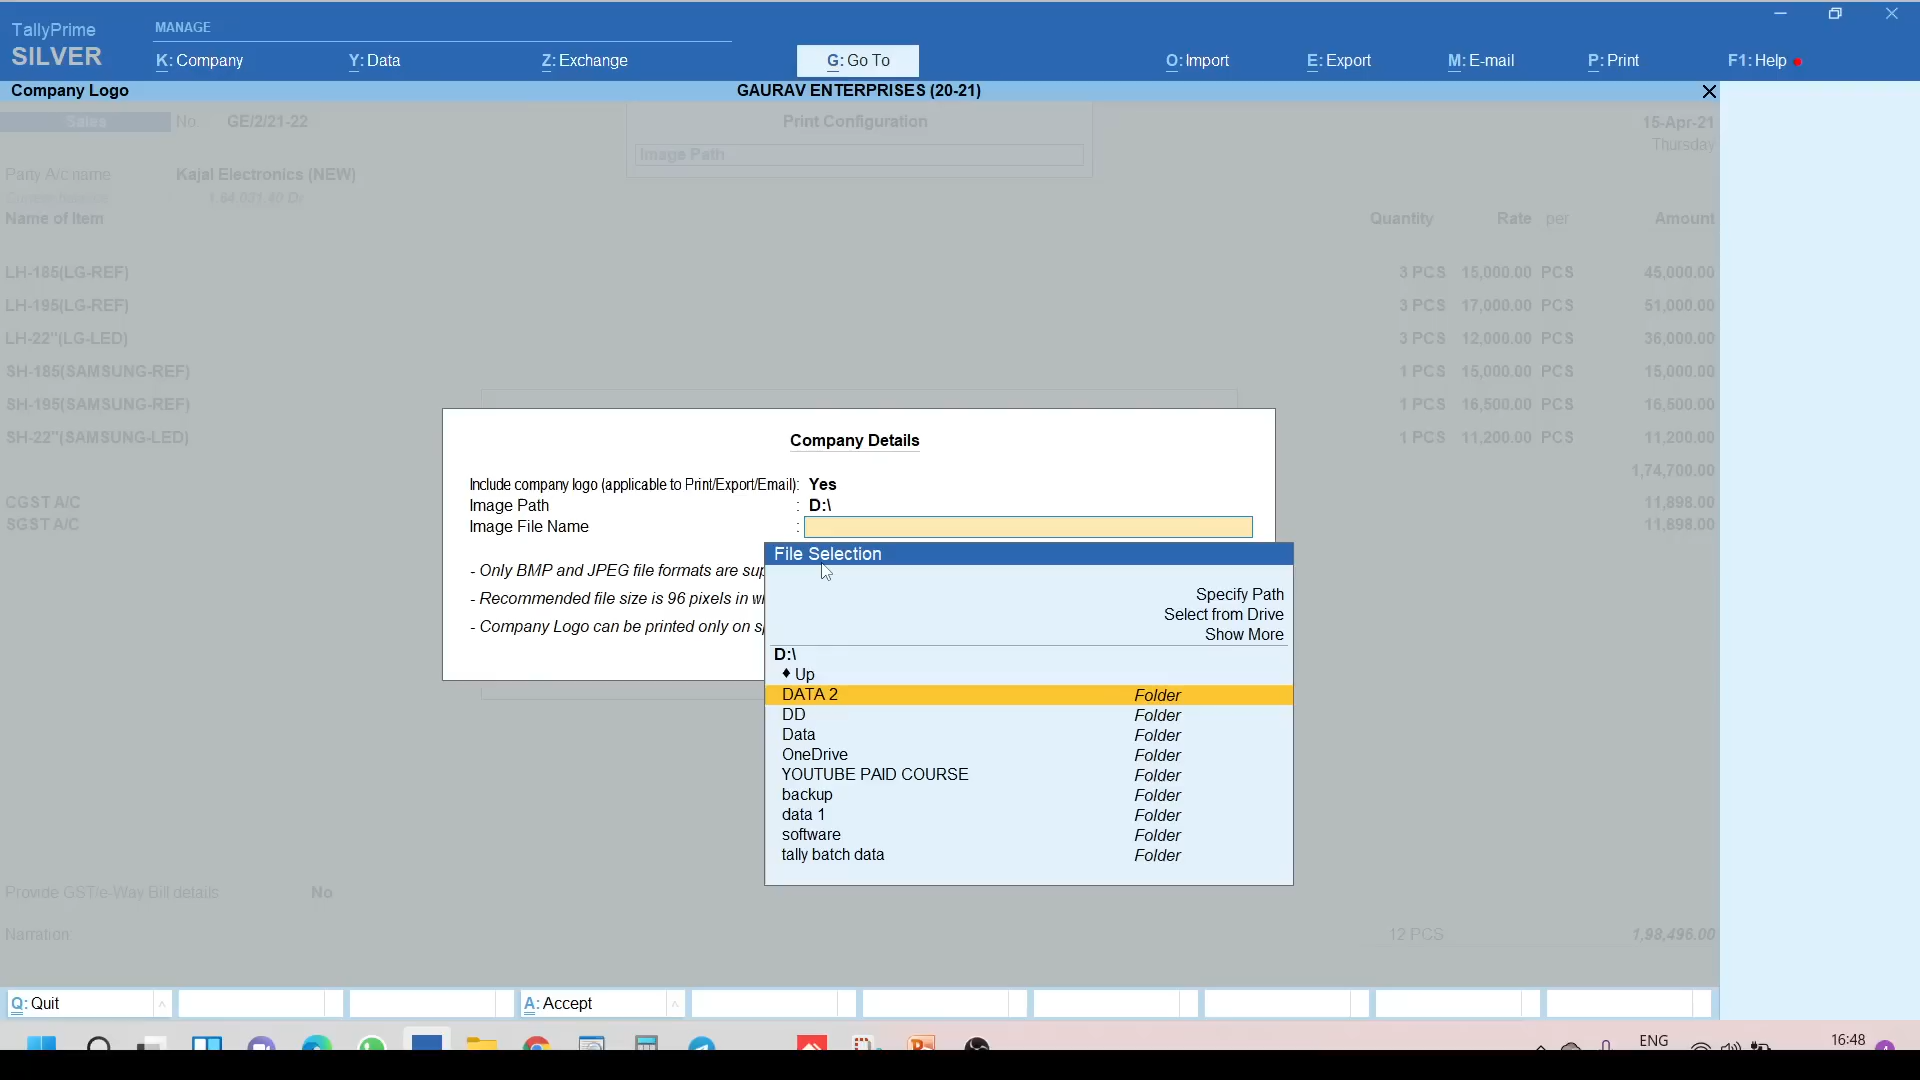 TallyPrime
SILVER
MANAGE
K: Company
Y: Data
Z: Exchange
G: Go To
O: Import
E: Export
M: E-mail
P: Print
F1: Help
Company Logo
GAURAV ENTERPRISES (20-21)
Sales
No.
GE/2/21-22
Print Configuration
Image Path
15-Apr-21
Thursday
Party A/c name
Kajal Electronics (NEW)
Current balance
1,64,031.40 Dr
Name of Item
Quantity
Rate per
Amount
LH-185(LG-REF)
3 PCS 15,000.00 PCS 45,000.00
LH-195(LG-REF)
3 PCS 17,000.00 PCS 51,000.00
LH-22"(LG-LED)
3 PCS 12,000.00 PCS 36,000.00
SH-185(SAMSUNG-REF)
1 PCS 15,000.00 PCS 15,000.00
SH-195(SAMSUNG-REF)
1 PCS 16,500.00 PCS 16,500.00
SH-22"(SAMSUNG-LED)
1 PCS 11,200.00 PCS 11,200.00
1,74,700.00
CGST A/C
11,898.00
SGST A/C
11,898.00
Company Details
Include company logo (applicable to Print/Export/Email): Yes
Image Path : D:\
Image File Name :
- Only BMP and JPEG file formats are
- Recommended file size is 96 pixels in
- Company Logo can be printed only on
File Selection
Specify Path
Select from Drive
Show More
D:\
♦ Up
DATA 2 Folder
DD Folder
Data Folder
OneDrive Folder
YOUTUBE PAID COURSE Folder
backup Folder
data 1 Folder
software Folder
tally batch data Folder
Provide GST/e-Way Bill details
No
Narration:
12 PCS
1,98,496.00
Q: Quit
A: Accept
ENG
16:48